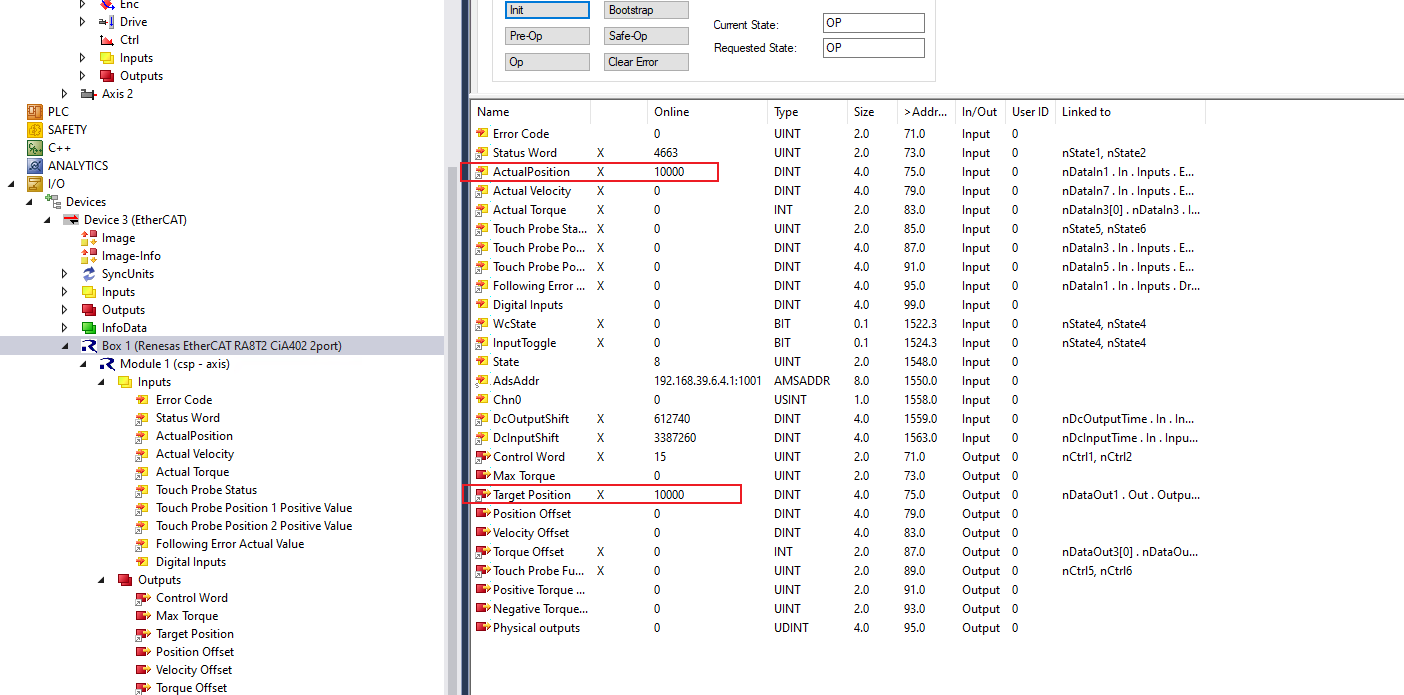 Enc
Drive
Ctrl
Inputs
Outputs
Axis 2
PLC
SAFETY
C++
ANALYTICS
I/O
Devices
Device 3 (EtherCAT)
Image
Image-Info
SyncUnits
Inputs
Outputs
InfoData
Box 1 (Renesas EtherCAT RA8T2 CiA402 2port)
Module 1 (csp - axis)
Inputs
Error Code
Status Word
ActualPosition
Actual Velocity
Actual Torque
Touch Probe Status
Touch Probe Position 1 Positive Value
Touch Probe Position 2 Positive Value
Following Error Actual Value
Digital Inputs
Outputs
Control Word
Max Torque
Target Position
Position Offset
Velocity Offset
Torque Offset
Init Bootstrap
Pre-Op Safe-Op
Op Clear Error
Current State: OP
Requested State: OP
Name Online Type Size >Addr... In/Out User ID Linked to
Error Code 0 UINT 2.0 71.0 Input 0
Status Word X 4663 UINT 2.0 73.0 Input 0 nState1, nState2
ActualPosition X 10000 DINT 4.0 75.0 Input 0 nDataIn1 . In . Inputs . E...
Actual Velocity X 0 DINT 4.0 79.0 Input 0 nDataIn7 . In . Inputs . E...
Actual Torque X 0 INT 2.0 83.0 Input 0 nDataIn3[0] . nDataIn3 . I...
Touch Probe Sta... X 0 UINT 2.0 85.0 Input 0 nState5, nState6
Touch Probe Po... X 0 DINT 4.0 87.0 Input 0 nDataIn3 . In . Inputs . E...
Touch Probe Po... X 0 DINT 4.0 91.0 Input 0 nDataIn5 . In . Inputs . E...
Following Error ... X 0 DINT 4.0 95.0 Input 0 nDataIn1 . In . Inputs . Dr...
Digital Inputs 0 DINT 4.0 99.0 Input 0
WcState X 0 BIT 0.1 1522.3 Input 0 nState4, nState4
InputToggle X 0 BIT 0.1 1524.3 Input 0 nState4, nState4
State 8 UINT 2.0 1548.0 Input 0
AdsAddr 192.168.39.6.4.1:1001 AMSADDR 8.0 1550.0 Input 0
Chn0 0 USINT 1.0 1558.0 Input 0
DcOutputShift X 612740 DINT 4.0 1559.0 Input 0 nDcOutputTime . In . In...
DcInputShift X 3387260 DINT 4.0 1563.0 Input 0 nDcInputTime . In . Inpu...
Control Word X 15 UINT 2.0 71.0 Output 0 nCtrl1, nCtrl2
Max Torque 0 UINT 2.0 73.0 Output 0
Target Position X 10000 DINT 4.0 75.0 Output 0 nDataOut1 . Out . Outpu...
Position Offset 0 DINT 4.0 79.0 Output 0
Velocity Offset 0 DINT 4.0 83.0 Output 0
Torque Offset X 0 INT 2.0 87.0 Output 0 nDataOut3[0] . nDataOu...
Touch Probe Fu... X 0 UINT 2.0 89.0 Output 0 nCtrl5, nCtrl6
Positive Torque ... 0 UINT 2.0 91.0 Output 0
Negative Torque... 0 UINT 2.0 93.0 Output 0
Physical outputs 0 UDINT 4.0 95.0 Output 0